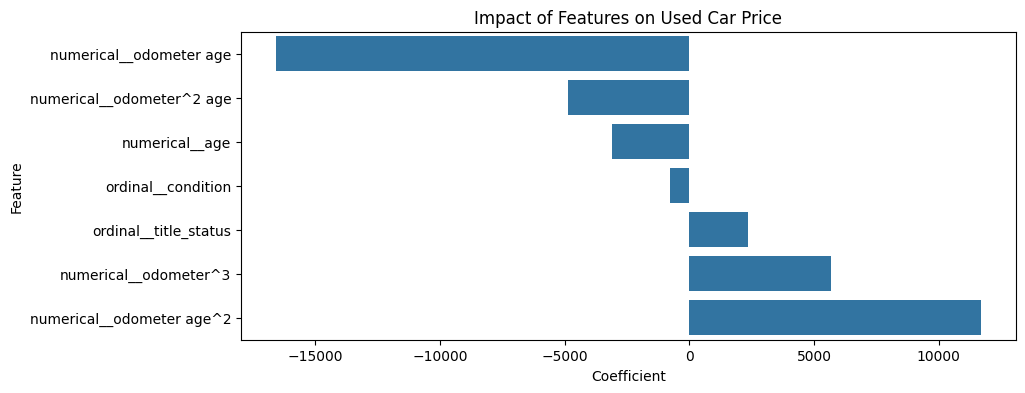 Impact of Features on Used Car Price
Feature
numerical__odometer age
numerical__odometer^2 age
numerical__age
ordinal__condition
ordinal__title_status
numerical__odometer^3
numerical__odometer age^2
−15000 −10000 −5000 0 5000 10000
Coefficient